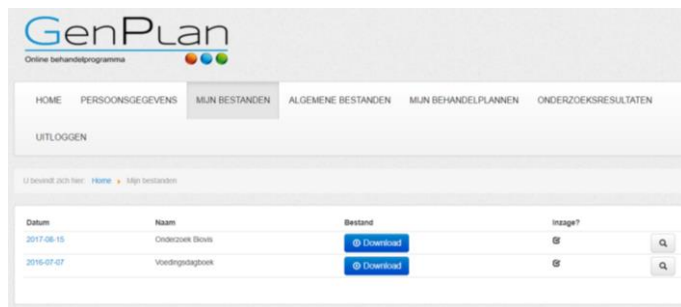 GenPlan
Online behandelprogramma
HOME PERSOONSGEGEVENS MIJN BESTANDEN ALGEMENE BESTANDEN MIJN BEHANDELPLANNEN ONDERZOEKSRESULTATEN
UITLOGGEN
U bevindt zich hier: Home Mijn bestanden
Datum Naam Bestand Inzage?
2017-08-15 Onderzoek Biovis Download
2016-07-07 Voedingsdagboek Download